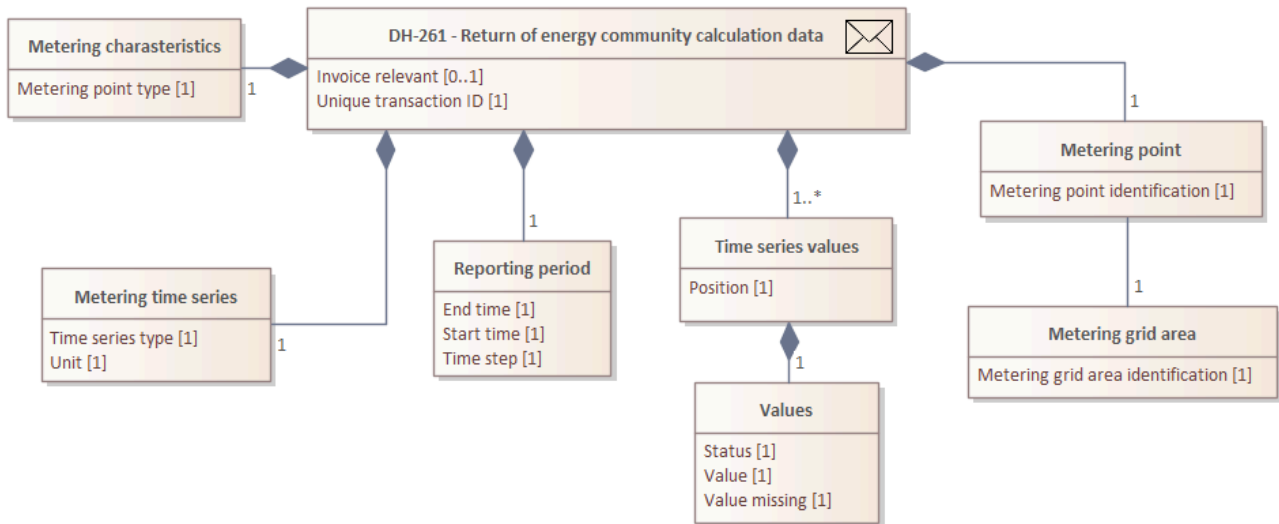 DH-261 - Return of energy community calculation data
Invoice relevant [0..1]
Unique transaction ID [1]
Metering charasteristics
Metering point type [1]
1
1
Metering point
Metering point identification [1]
1
Metering grid area
Metering grid area identification [1]
Metering time series
Time series type [1]
Unit [1]
1
1
Reporting period
End time [1]
Start time [1]
Time step [1]
1..*
Time series values
Position [1]
1
Values
Status [1]
Value [1]
Value missing [1]